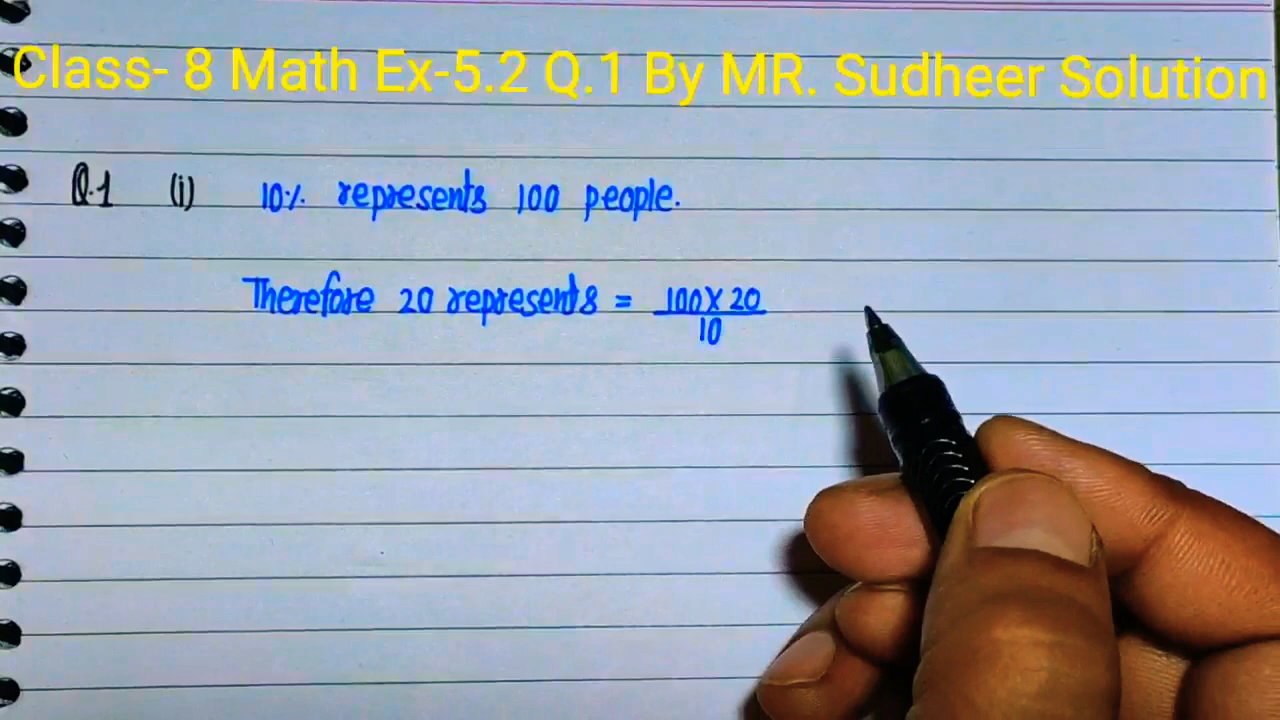 Class- 8 Math Ex-5.2 Q.1 By MR. Sudheer Solution
Q.1 (i) 10% represents 100 people.
Therefore 20 represents = 100 x 20
10